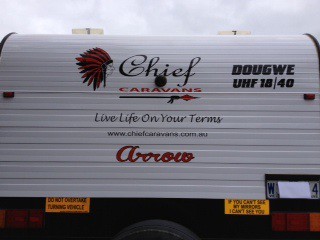 Chief
CARAVANS
DOUGWE
UHF 18/40
Live Life On Your Terms
www.chiefcaravans.com.au
Arrow
W 4
DO NOT OVERTAKE
TURNING VEHICLE
IF YOU CAN'T SEE
MY MIRRORS
I CAN'T SEE YOU